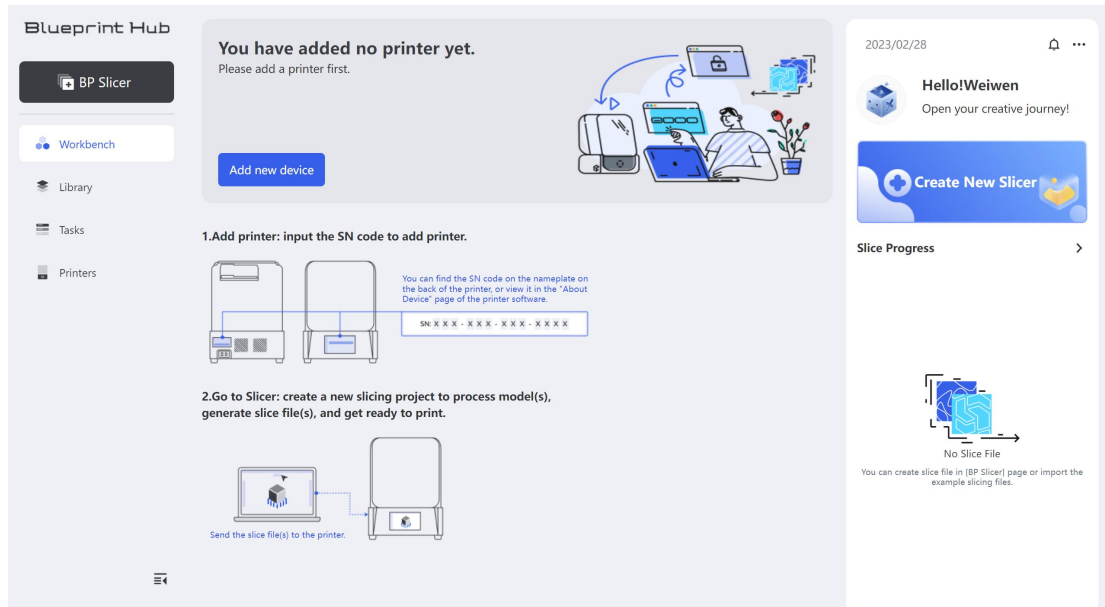 Blueprint Hub
BP Slicer
Workbench
Library
Tasks
Printers
You have added no printer yet.
Please add a printer first.
Add new device
1.Add printer: input the SN code to add printer.
You can find the SN code on the nameplate on
the back of the printer, or view it in the "About
Device" page of the printer software.
SN: X X X - X X X - X X X - X X X X
2.Go to Slicer: create a new slicing project to process model(s),
generate slice file(s), and get ready to print.
Send the slice file(s) to the printer.
2023/02/28
Hello!Weiwen
Open your creative journey!
Create New Slicer
Slice Progress
No Slice File
You can create slice file in [BP Slicer] page or import the
example slicing files.